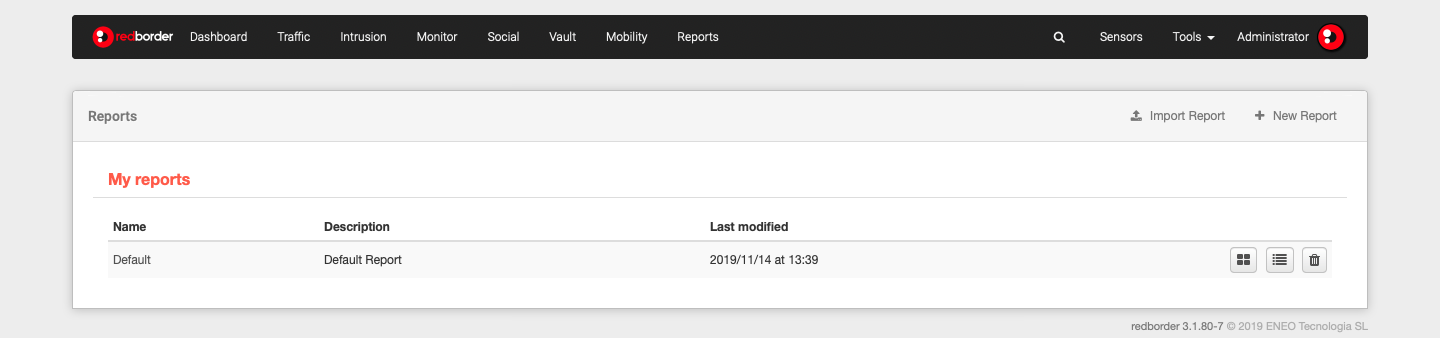 redborder Dashboard Traffic Intrusion Monitor Social Vault Mobility Reports Sensors Tools Administrator
Reports Import Report New Report
My reports
Name Description Last modified
Default Default Report 2019/11/14 at 13:39
redborder 3.1.80-7 © 2019 ENEO Tecnologia SL